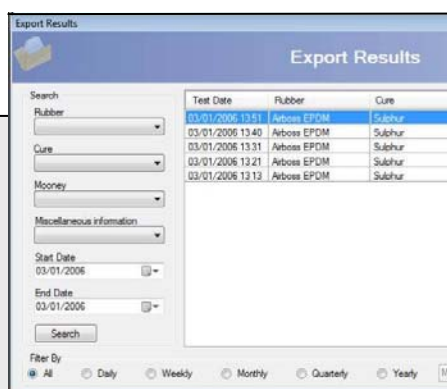 Export Results
Export Results
Search
Rubber
Cure
Mooney
Miscellaneous information
Start Date
03/01/2006
End Date
03/01/2006
Search
Test Date Rubber Cure
03/01/2006 13:51 Airboss EPDM Sulphur
03/01/2006 13:40 Airboss EPDM Sulphur
03/01/2006 13:31 Airboss EPDM Sulphur
03/01/2006 13:21 Airboss EPDM Sulphur
03/01/2006 13:13 Airboss EPDM Sulphur
Filter By
All Daily Weekly Monthly Quarterly Yearly